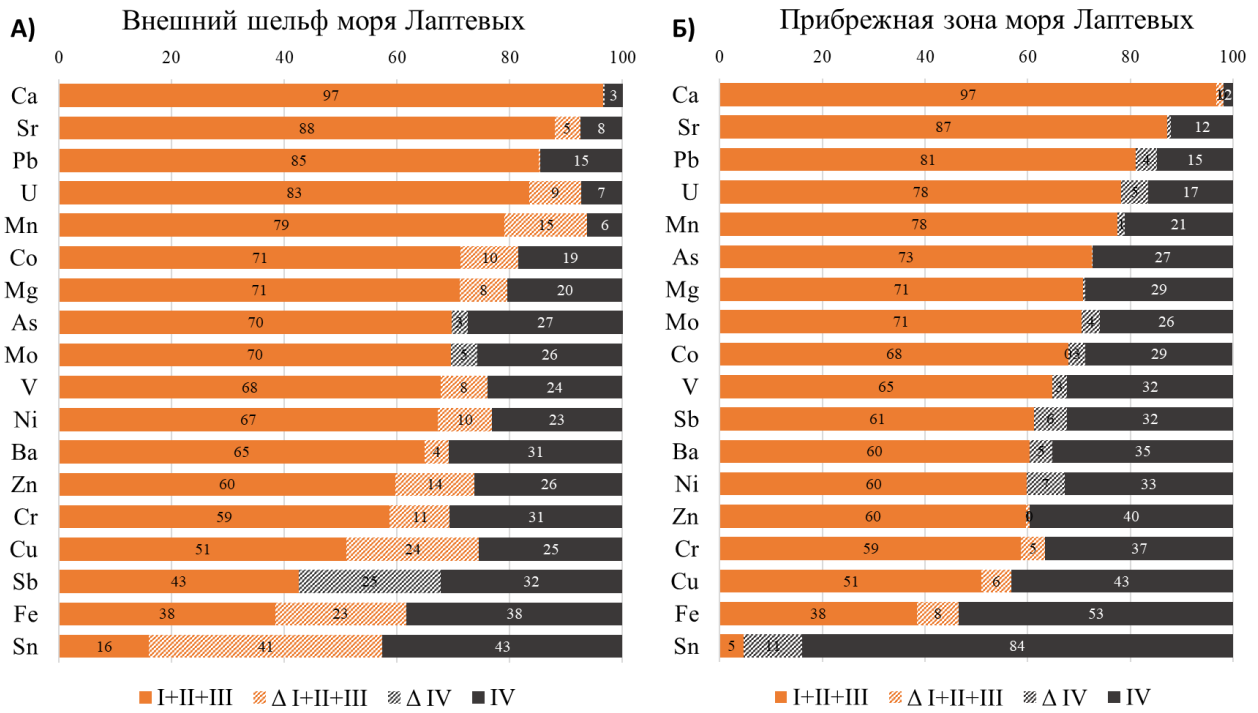 А) Внешний шельф моря Лаптевых
0 20 40 60 80 100
Ca 97 3
Sr 88 5 8
Pb 85 15
U 83 9 7
Mn 79 15 6
Co 71 10 19
Mg 71 8 20
As 70 3 27
Mo 70 5 26
V 68 8 24
Ni 67 10 23
Ba 65 4 31
Zn 60 14 26
Cr 59 11 31
Cu 51 24 25
Sb 43 25 32
Fe 38 23 38
Sn 16 41 43
I+II+III Δ I+II+III Δ IV IV
Б) Прибрежная зона моря Лаптевых
0 20 40 60 80 100
Ca 97 2
Sr 87 12
Pb 81 4 15
U 78 5 17
Mn 78 1 21
As 73 27
Mg 71 29
Mo 71 4 26
Co 68 0 3 29
V 65 3 32
Sb 61 6 32
Ba 60 5 35
Ni 60 7 33
Zn 60 0 40
Cr 59 5 37
Cu 51 6 43
Fe 38 8 53
Sn 5 11 84
I+II+III Δ I+II+III Δ IV IV